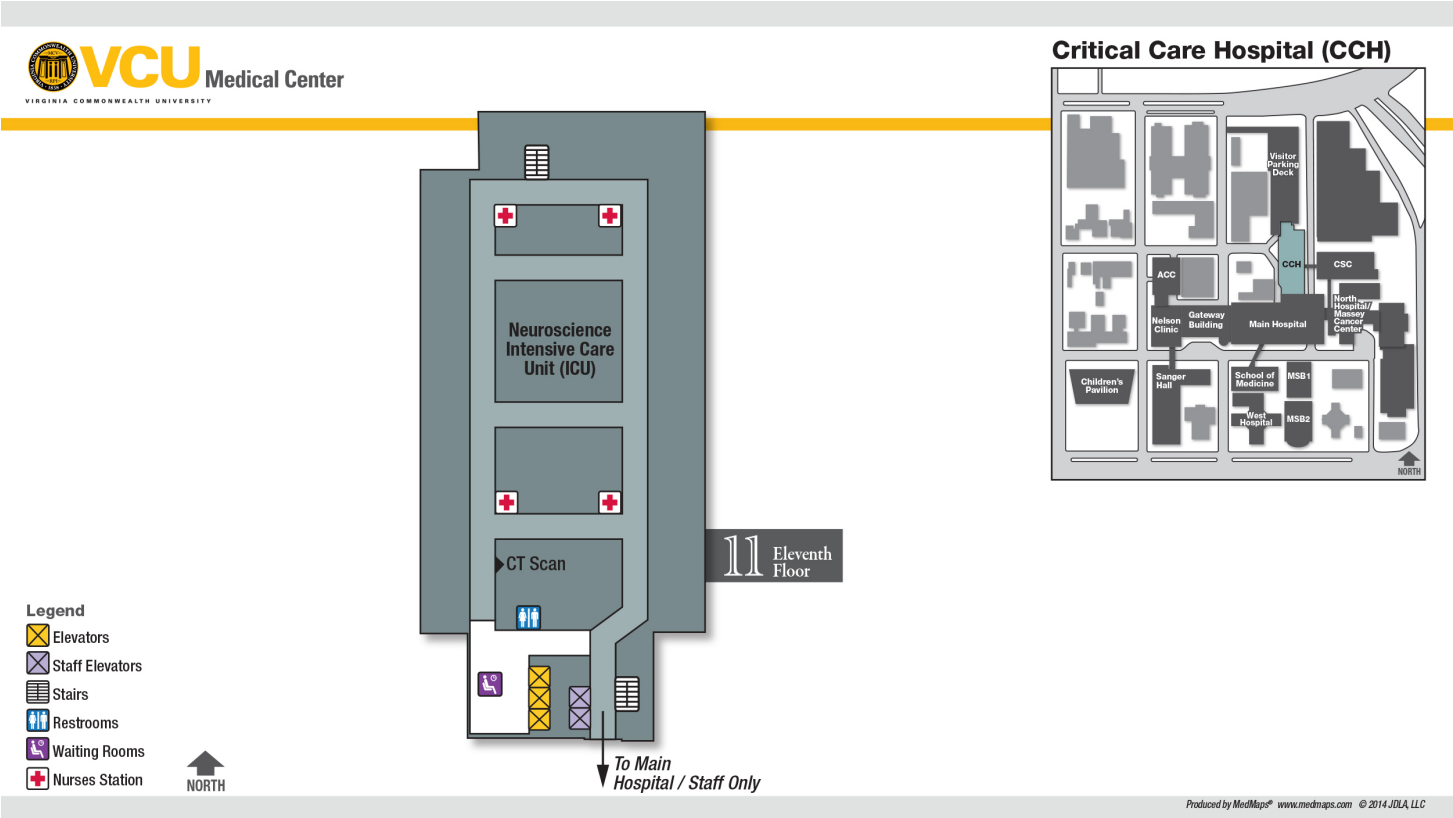 VCU Medical Center
VIRGINIA COMMONWEALTH UNIVERSITY
Critical Care Hospital (CCH)
Visitor
Parking
Deck
CCH
CSC
ACC
Nelson
Clinic
Gateway
Building
Main Hospital
North
Hospital/
Massey
Cancer
Center
Children's
Pavilion
Sanger
Hall
School of
Medicine
MSB1
West
Hospital
MSB2
NORTH
Neuroscience
Intensive Care
Unit (ICU)
CT Scan
11 Eleventh
Floor
To Main
Hospital / Staff Only
Legend
Elevators
Staff Elevators
Stairs
Restrooms
Waiting Rooms
Nurses Station
NORTH
Produced by MedMaps® www.medmaps.com © 2014 JDLA, LLC